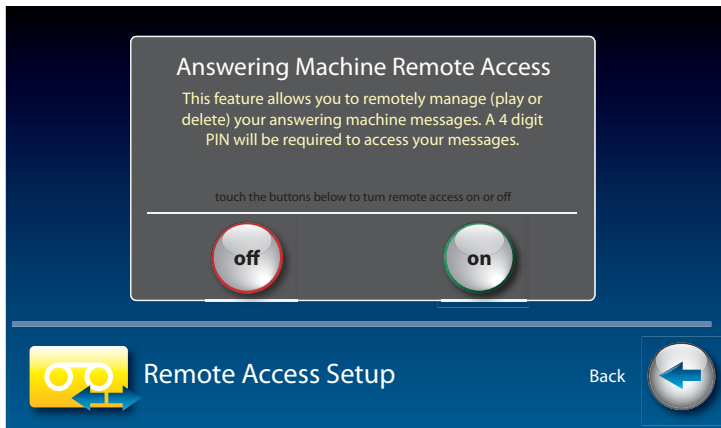 Answering Machine Remote Access
This feature allows you to remotely manage (play or
delete) your answering machine messages. A 4 digit
PIN will be required to access your messages.
touch the buttons below to turn remote access on or off
off on
Remote Access Setup Back